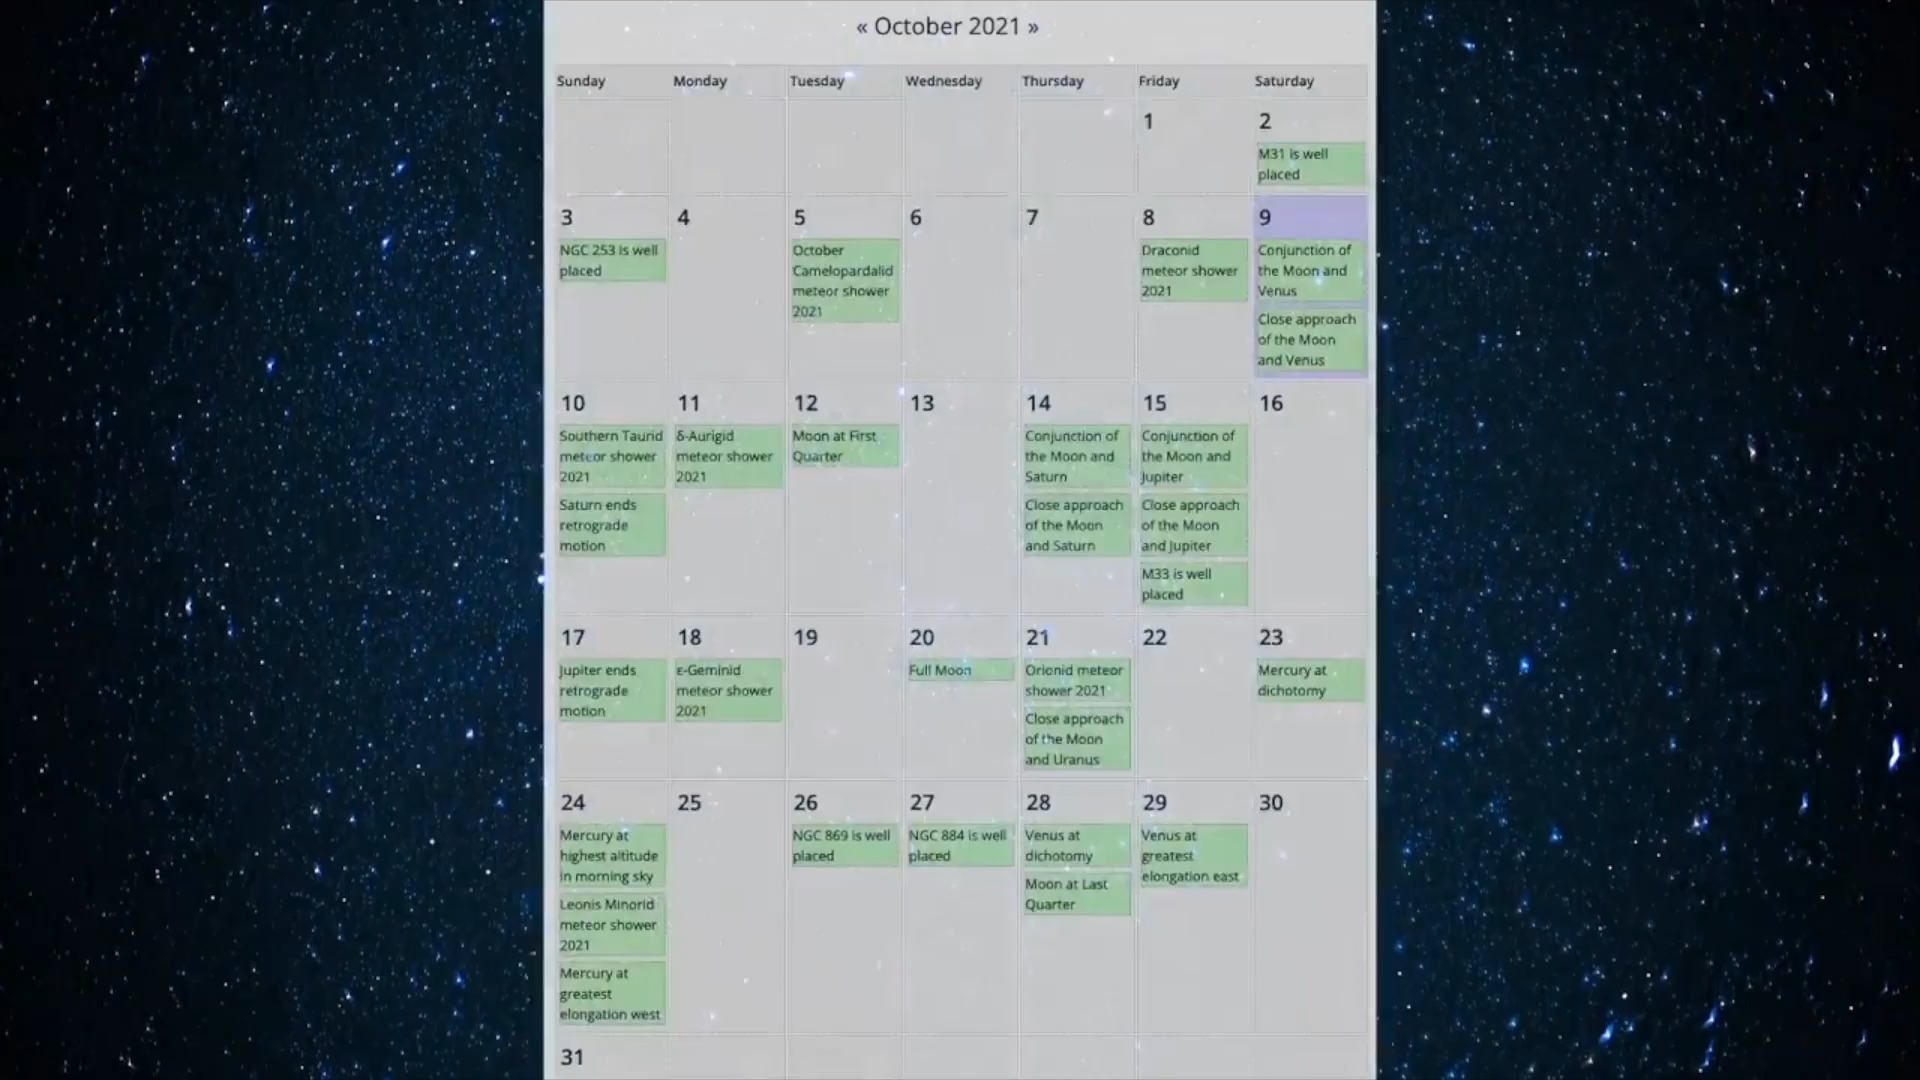 « October 2021 »
Sunday Monday Tuesday Wednesday Thursday Friday Saturday
1 2
M31 is well
placed
3 4 5 6 7 8 9
NGC 253 is well
placed
October
Camelopardalid
meteor shower
2021
Draconid
meteor shower
2021
Conjunction of
the Moon and
Venus
Close approach
of the Moon
and Venus
10 11 12 13 14 15 16
Southern Taurid
meteor shower
2021
Saturn ends
retrograde
motion
δ-Aurigid
meteor shower
2021
Moon at First
Quarter
Conjunction of
the Moon and
Saturn
Close approach
of the Moon
and Saturn
Conjunction of
the Moon and
Jupiter
Close approach
of the Moon
and Jupiter
M33 is well
placed
17 18 19 20 21 22 23
Jupiter ends
retrograde
motion
ε-Geminid
meteor shower
2021
Full Moon
Orionid meteor
shower 2021
Close approach
of the Moon
and Uranus
Mercury at
dichotomy
24 25 26 27 28 29 30
Mercury at
highest altitude
in morning sky
Leonis Minorid
meteor shower
2021
Mercury at
greatest
elongation west
NGC 869 is well
placed
NGC 884 is well
placed
Venus at
dichotomy
Moon at Last
Quarter
Venus at
greatest
elongation east
31